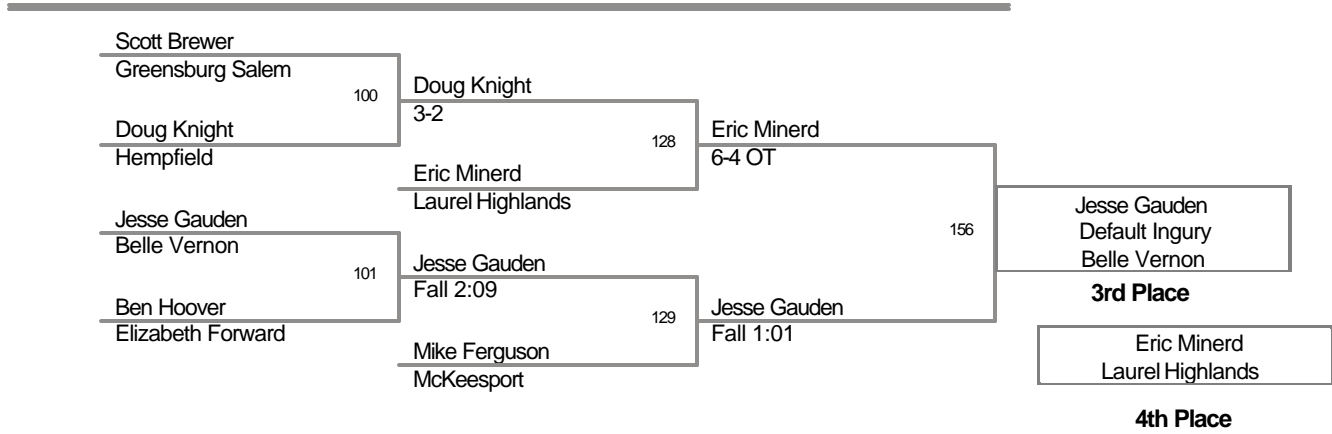 Scott Brewer
Greensburg Salem
100
Doug Knight
Hempfield
Jesse Gauden
Belle Vernon
101
Ben Hoover
Elizabeth Forward
Doug Knight
3-2
128
Eric Minerd
Laurel Highlands
Jesse Gauden
Fall 2:09
129
Mike Ferguson
McKeesport
Eric Minerd
6-4 OT
156
Jesse Gauden
Fall 1:01
Jesse Gauden
Default Ingury
Belle Vernon
3rd Place
Eric Minerd
Laurel Highlands
4th Place